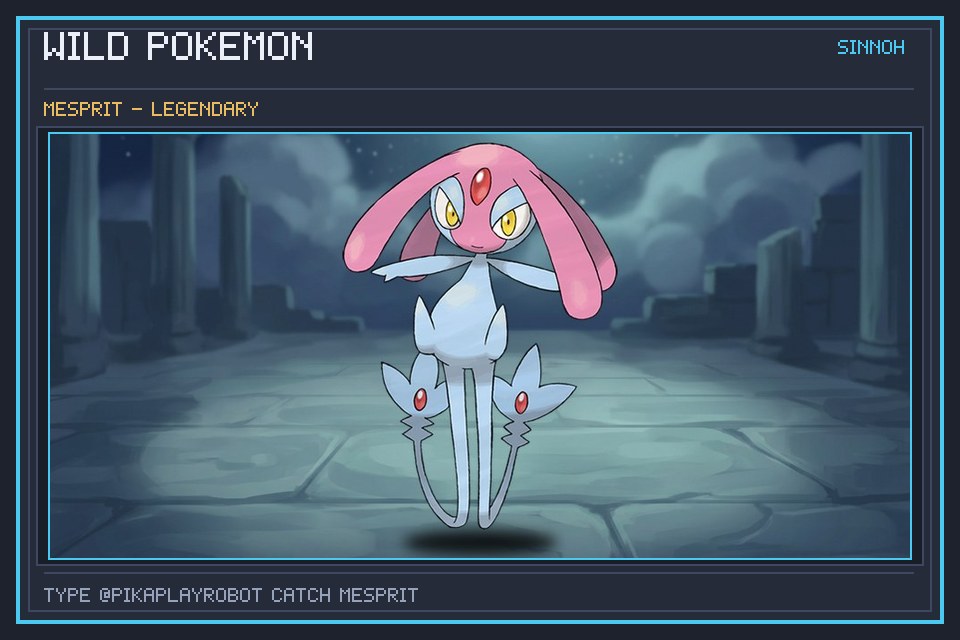 WILD POKEMON
SINNOH
MESPRIT - LEGENDARY
TYPE @PIKAPLAYROBOT CATCH MESPRIT